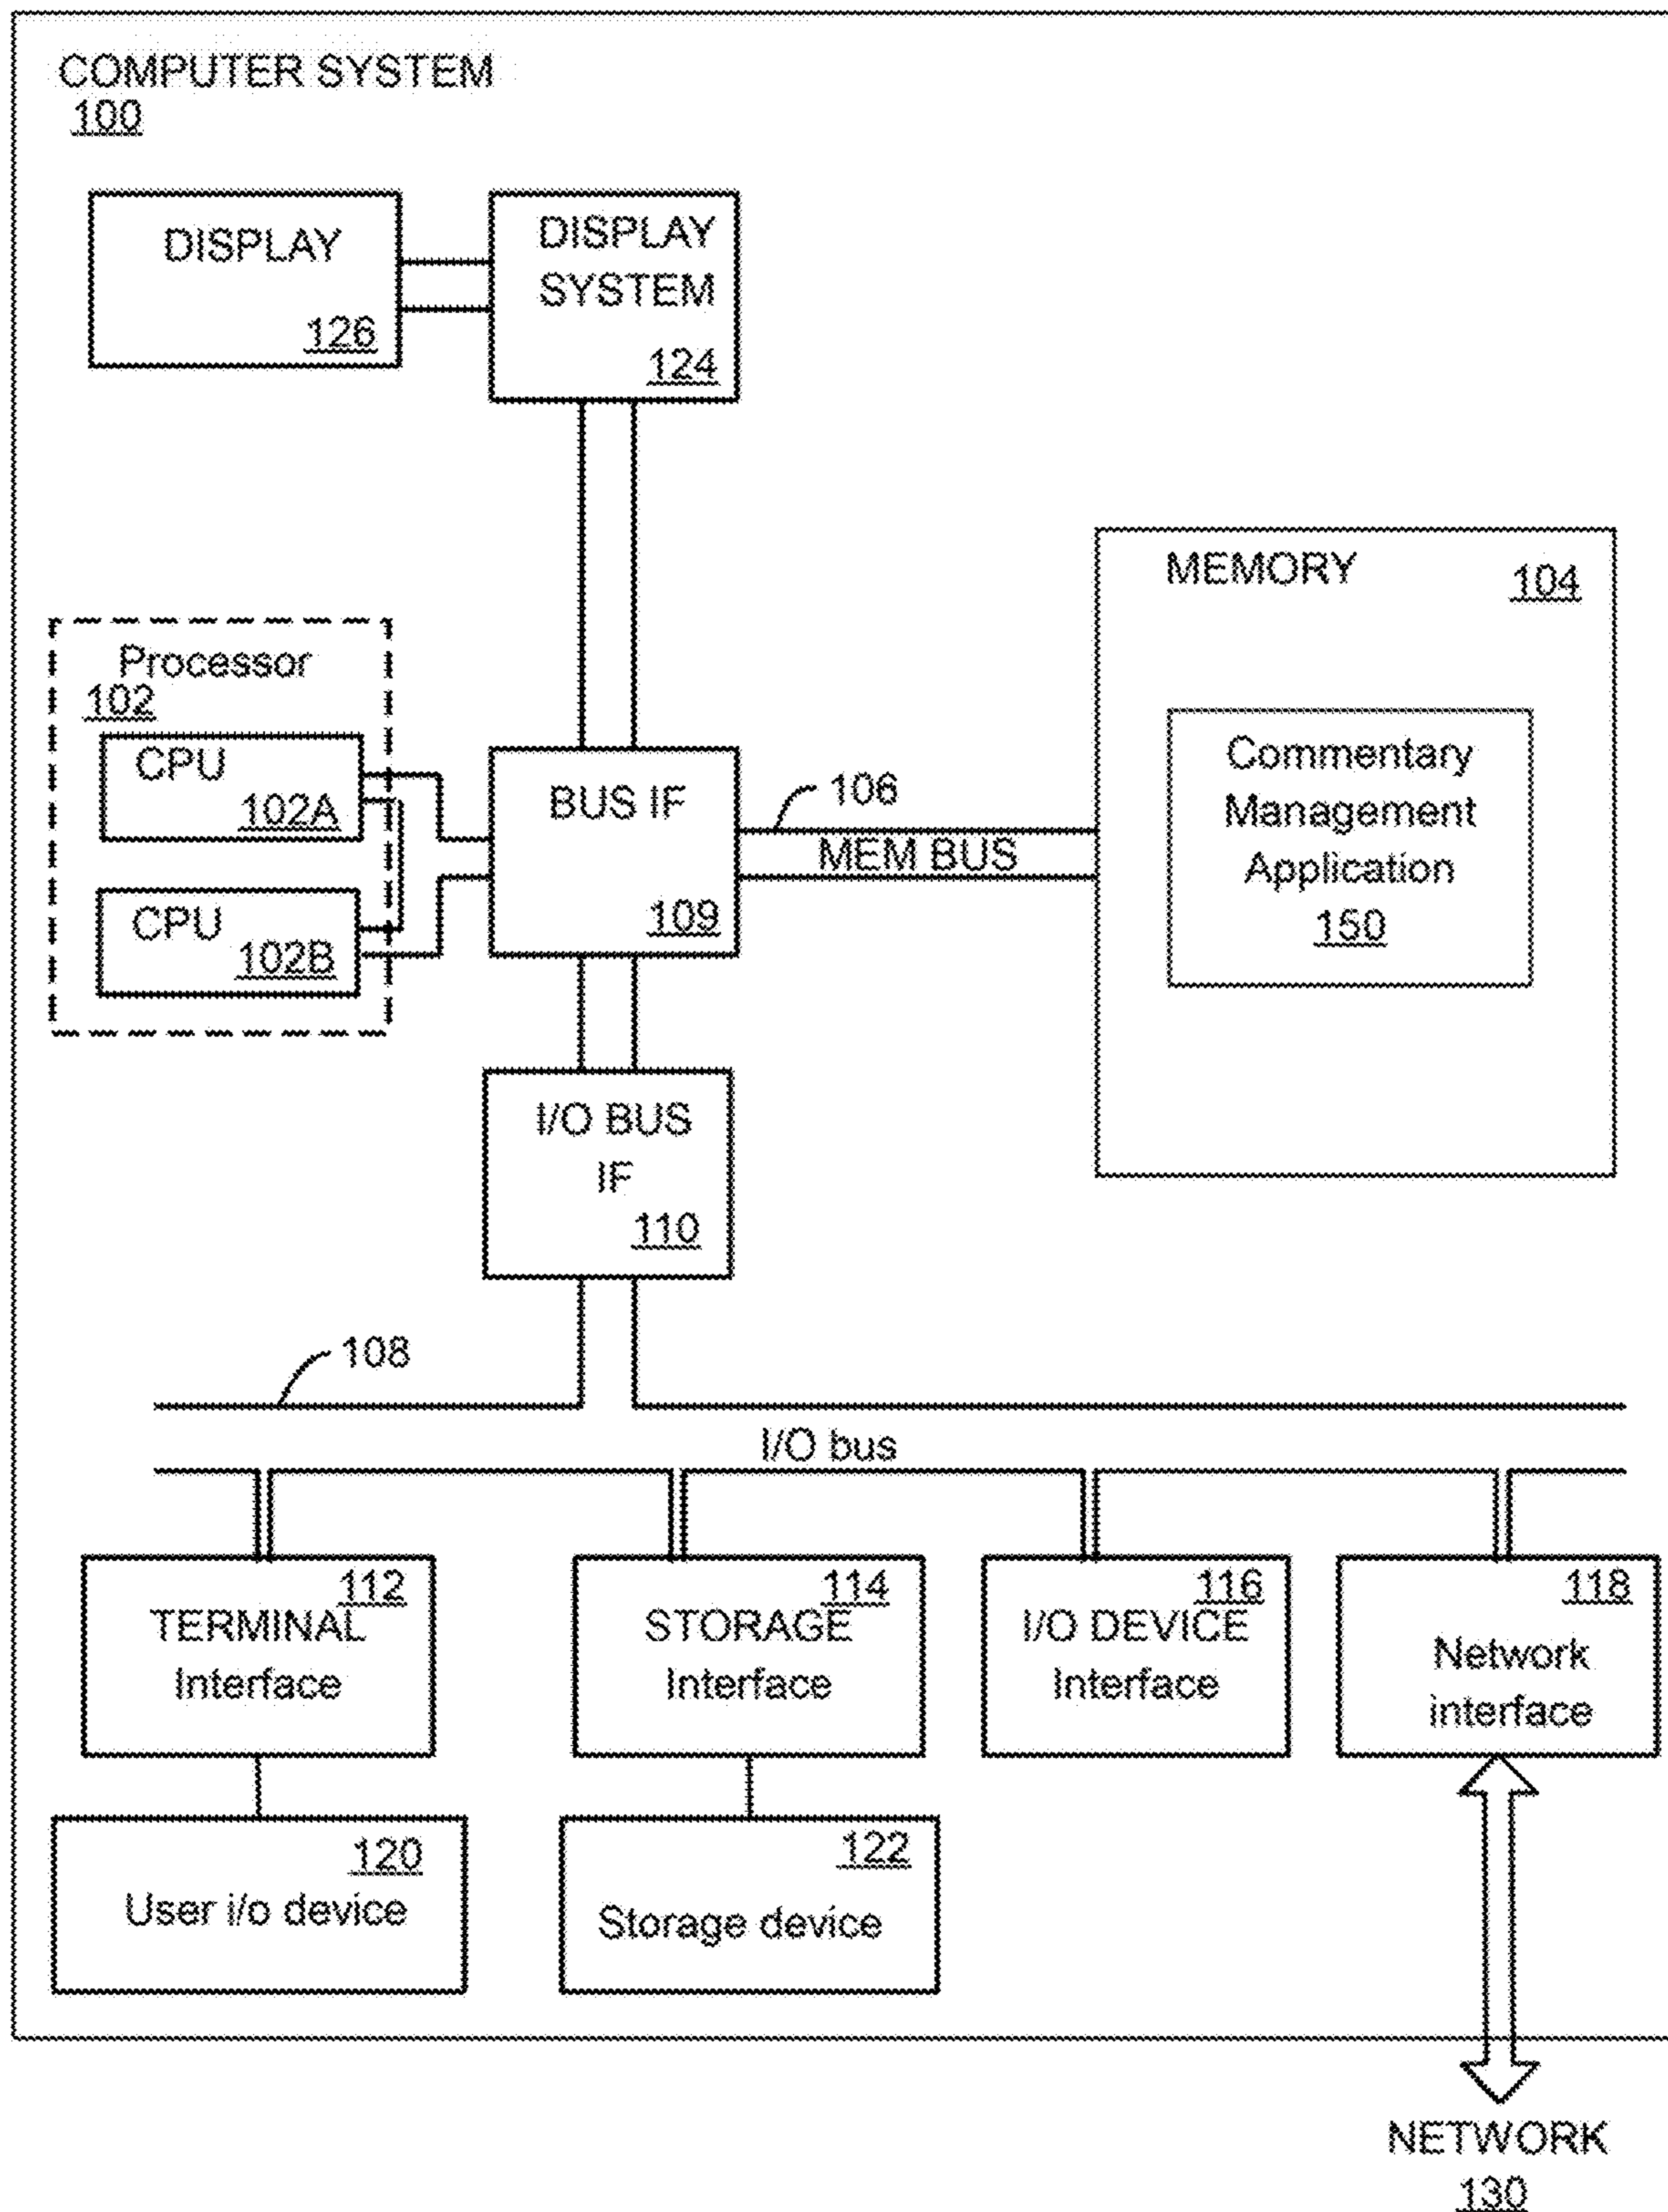 COMPUTER SYSTEM
100
DISPLAY
126
DISPLAY
SYSTEM
124
MEMORY
104
Processor
102
CPU
102A
CPU
102B
BUS IF
109
106
MEM BUS
Commentary
Management
Application
150
I/O BUS
IF
110
108
I/O bus
112
TERMINAL
Interface
114
STORAGE
Interface
116
I/O DEVICE
Interface
118
Network
interface
120
User i/o device
122
Storage device
NETWORK
130